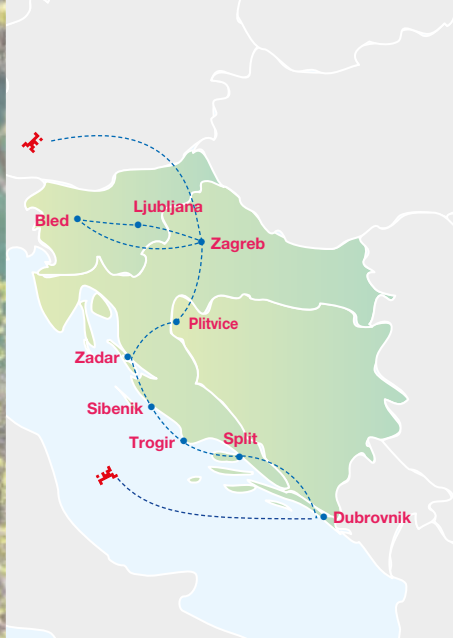 Ljubljana
Bled
Zagreb
Plitvice
Zadar
Sibenik
Trogir
Split
Dubrovnik